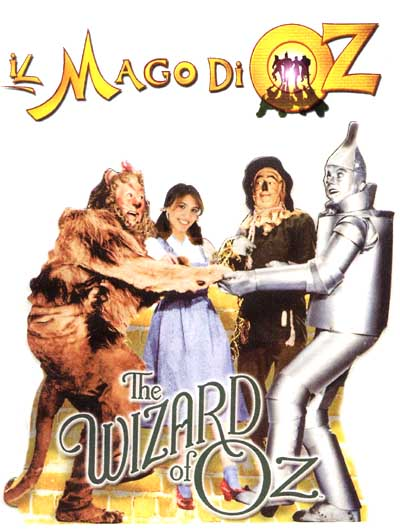 iL MAGO Di OZ
The
WIZARD
of OZ